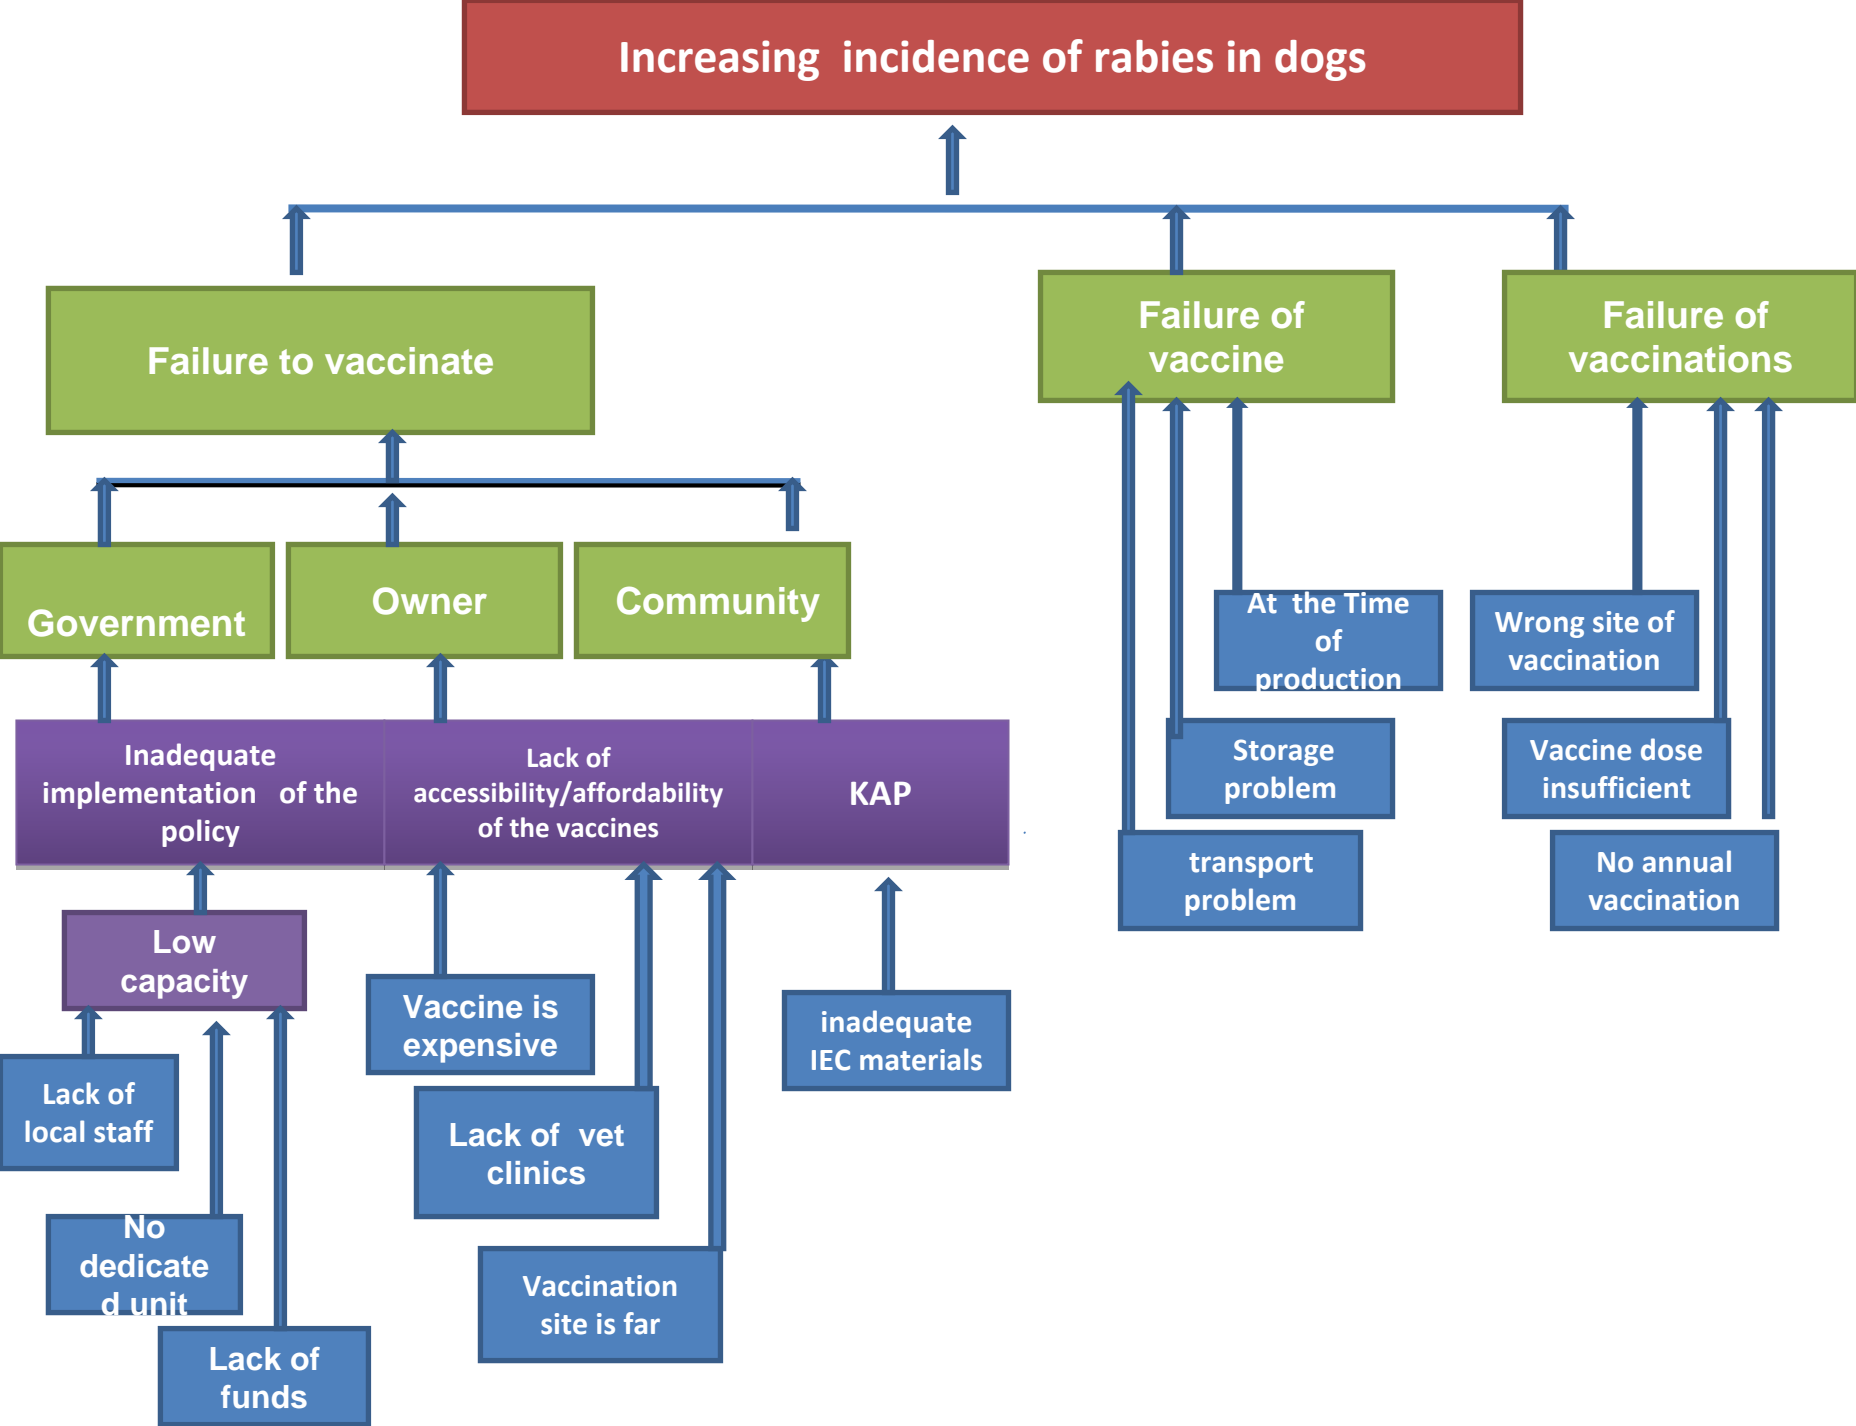 Increasing incidence of rabies in dogs
Failure to vaccinate
Failure of
vaccine
Failure of
vaccinations
Government
Owner
Community
At the Time
of
production
Wrong site of
vaccination
Inadequate
implementation of the
policy
Lack of
accessibility/affordability
of the vaccines
KAP
Storage
problem
Vaccine dose
insufficient
transport
problem
No annual
vaccination
Low
capacity
Vaccine is
expensive
inadequate
IEC materials
Lack of
local staff
Lack of vet
clinics
No
dedicate
d unit
Vaccination
site is far
Lack of
funds